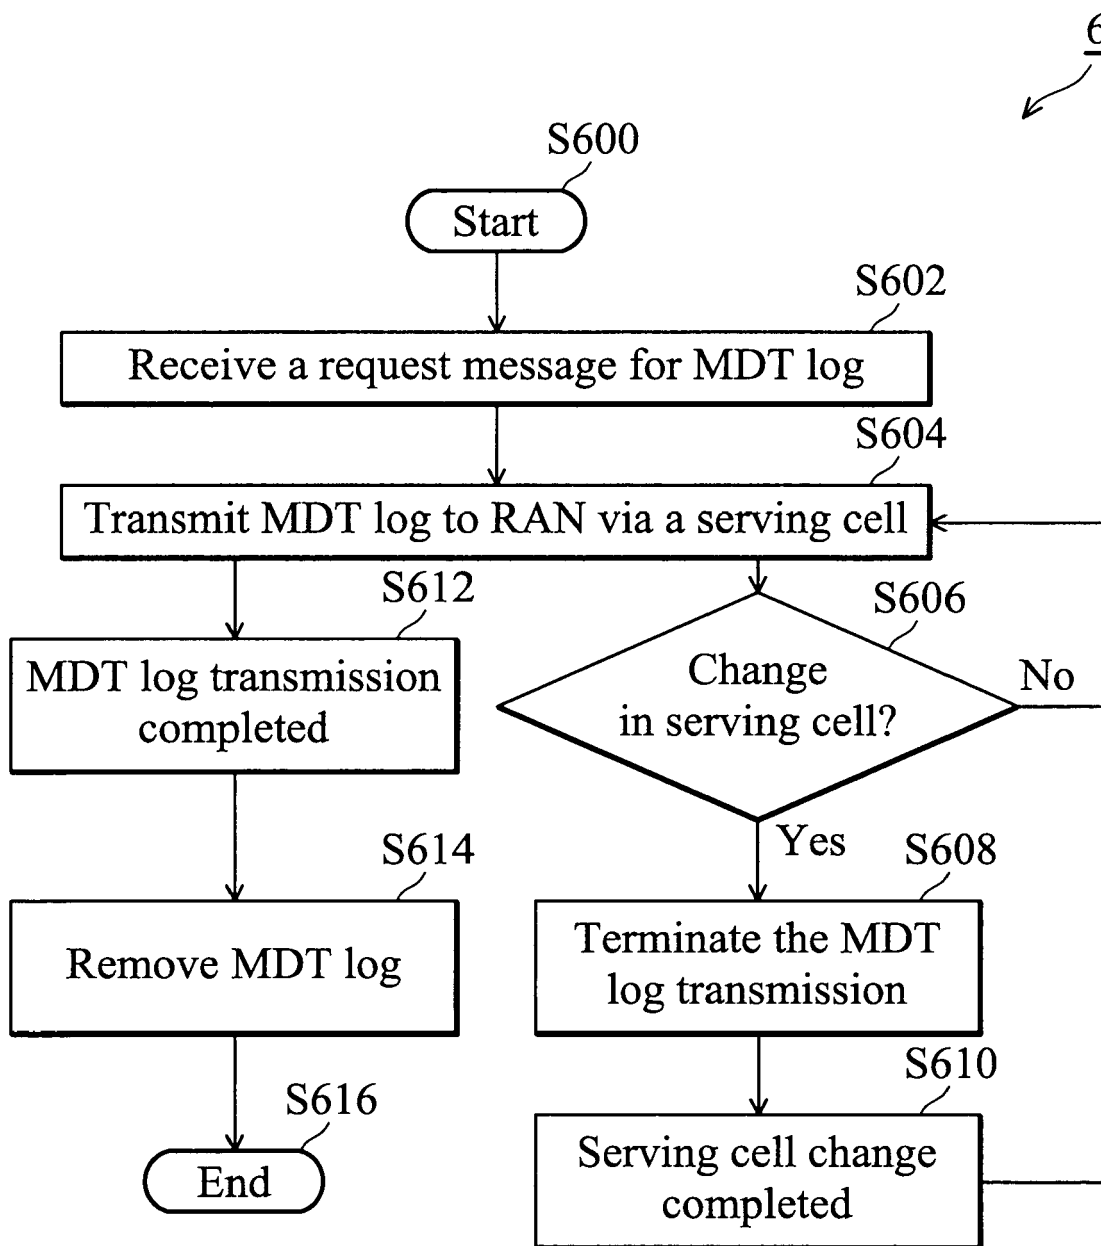 6
S600
Start
S602
Receive a request message for MDT log
S604
Transmit MDT log to RAN via a serving cell
S612
MDT log transmission
completed
S606
Change
in serving cell?
No
Yes
S614
Remove MDT log
S608
Terminate the MDT
log transmission
S616
End
S610
Serving cell change
completed